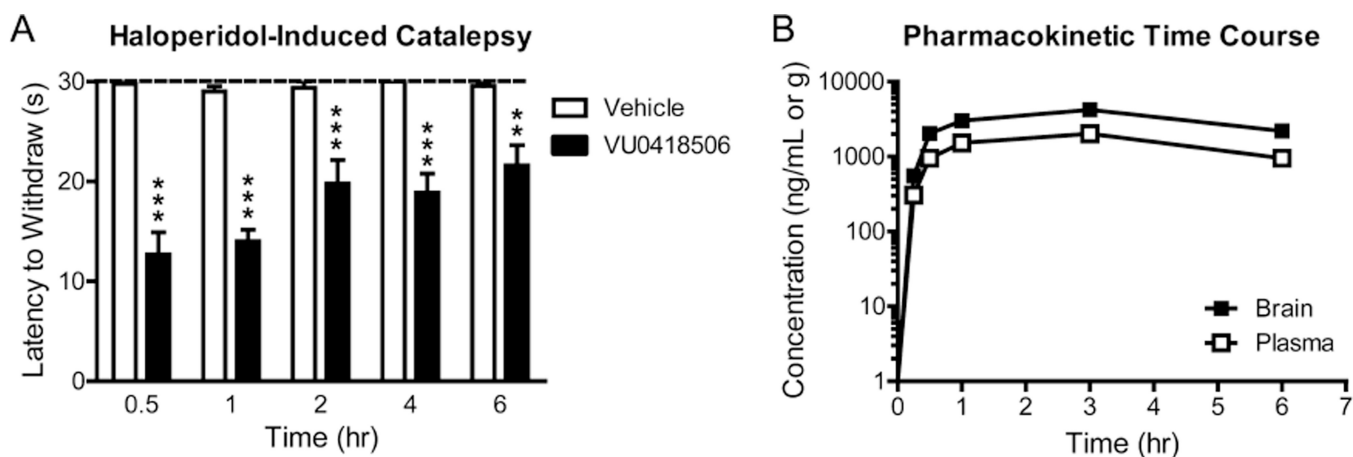 A
Haloperidol-Induced Catalepsy
Latency to Withdraw (s)
30
20
10
0
***
***
***
***
**
0.5 1 2 4 6
Time (hr)
Vehicle
VU0418506
B
Pharmacokinetic Time Course
Concentration (ng/mL or g)
10000
1000
100
10
1
0 1 2 3 4 5 6 7
Time (hr)
Brain
Plasma